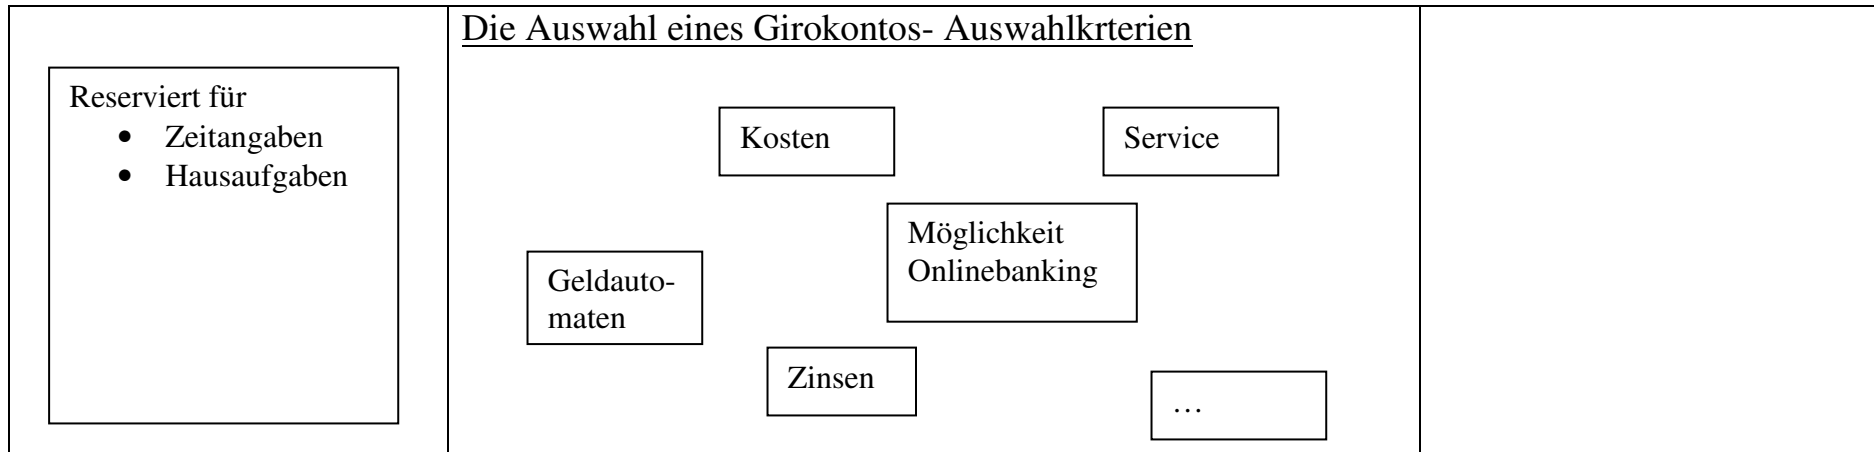 Reserviert für
• Zeitangaben
• Hausaufgaben
Die Auswahl eines Girokontos- Auswahlkrterien
Kosten
Service
Möglichkeit
Onlinebanking
Geldauto-
maten
Zinsen
…